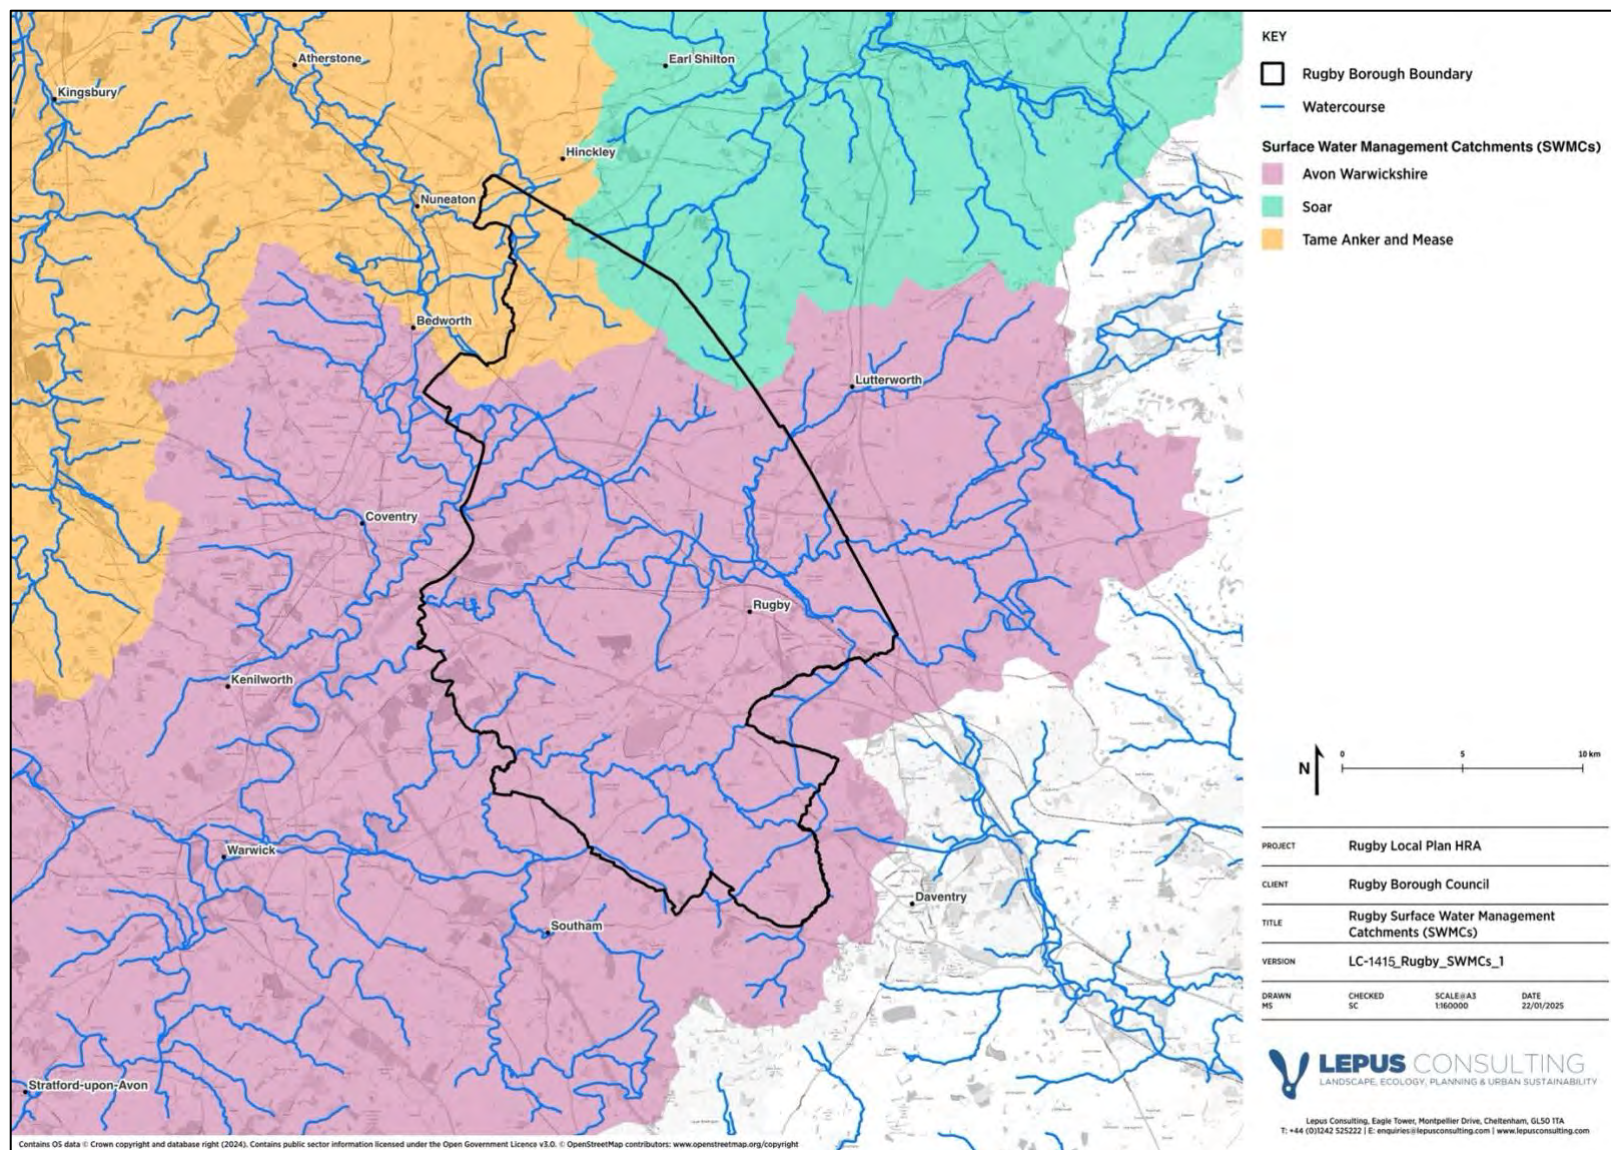 Atherstone
Earl Shilton
Kingsbury
Hinckley
Nuneaton
Bedworth
Lutterworth
Coventry
Rugby
Kenilworth
Warwick
Daventry
Southam
Stratford-upon-Avon
Contains OS data © Crown copyright and database right (2024). Contains public sector information licensed under the Open Government Licence v3.0. © OpenStreetMap contributors: www.openstreetmap.org/copyright
KEY
Rugby Borough Boundary
Watercourse
Surface Water Management Catchments (SWMCs)
Avon Warwickshire
Soar
Tame Anker and Mease
N
0 5 10 km
PROJECT Rugby Local Plan HRA
CLIENT Rugby Borough Council
TITLE Rugby Surface Water Management
Catchments (SWMCs)
VERSION LC-1415_Rugby_SWMCs_1
DRAWN CHECKED SCALE@A3 DATE
MS SC 1:160000 22/01/2025
LEPUS CONSULTING
LANDSCAPE, ECOLOGY, PLANNING & URBAN SUSTAINABILITY
Lepus Consulting, Eagle Tower, Montpellier Drive, Cheltenham, GL50 1TA
T: +44 (0)1242 525222 | E: enquiries@lepusconsulting.com | www.lepusconsulting.com